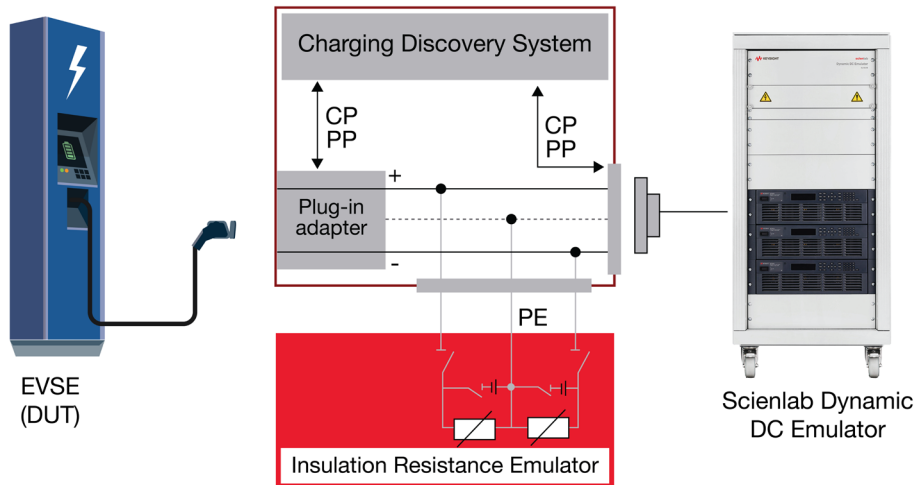 Charging Discovery System
KEYSIGHT
CP
PP
CP
PP
+
Plug-in
adapter
-
PE
EVSE
(DUT)
Insulation Resistance Emulator
Scienlab Dynamic
DC Emulator